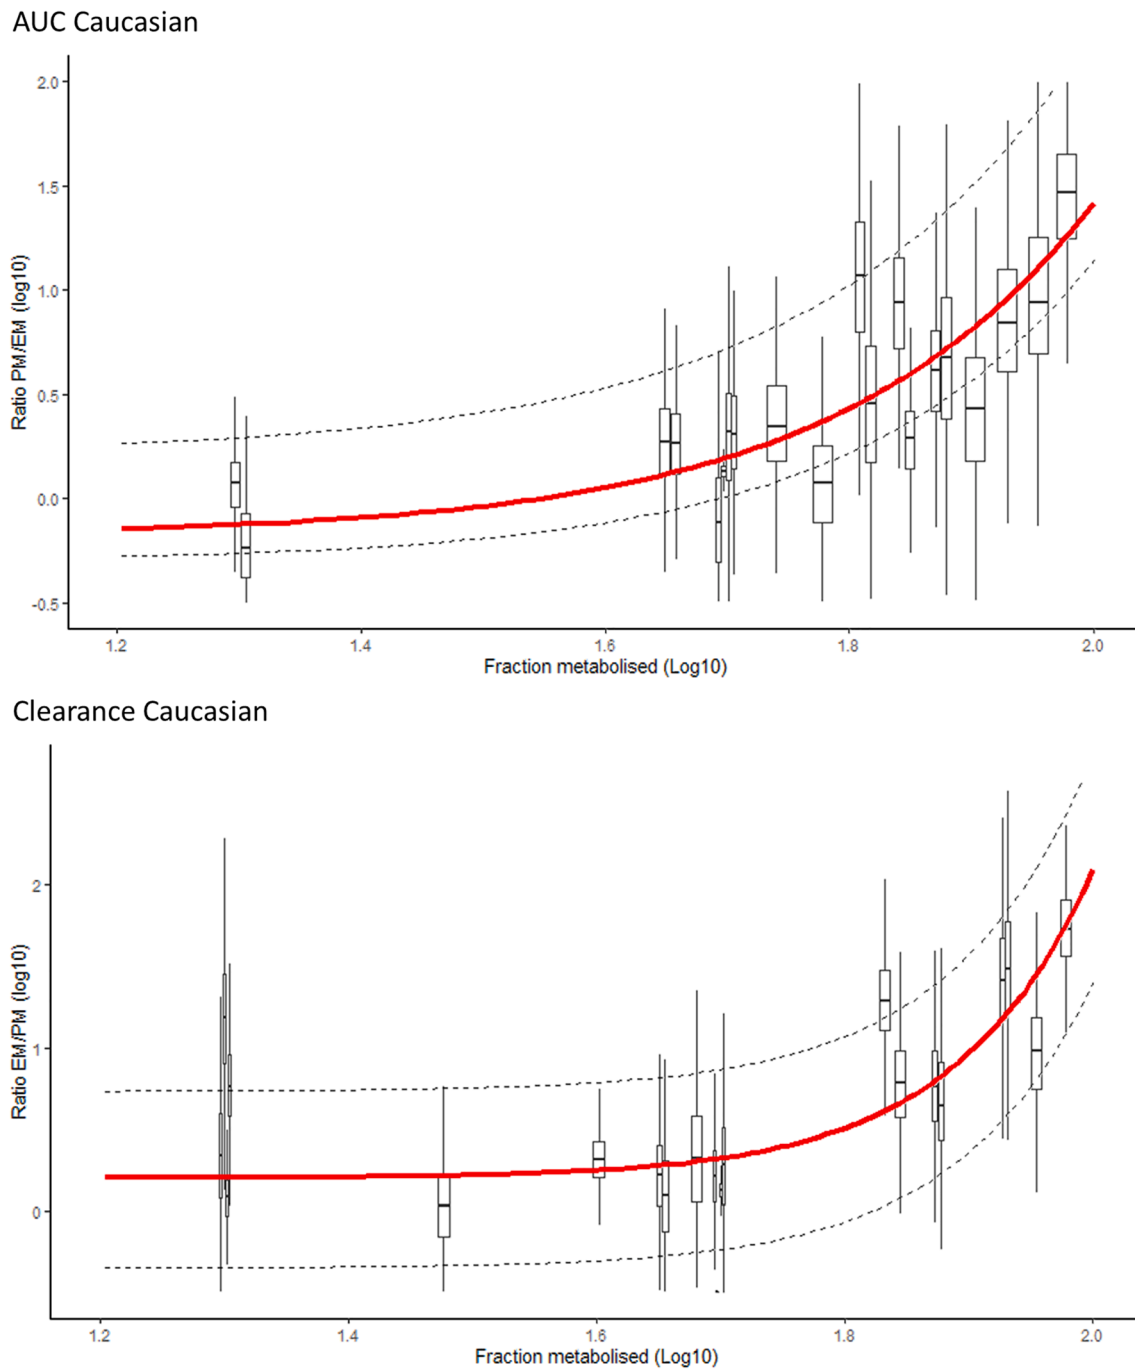 AUC Caucasian
Ratio PM/EM (log10)
2.0
1.5
1.0
0.5
0.0
-0.5
1.2 1.4 1.6 1.8 2.0
Fraction metabolised (Log10)
Clearance Caucasian
Ratio EM/PM (log10)
2
1
0
1.2 1.4 1.6 1.8 2.0
Fraction metabolised (Log10)